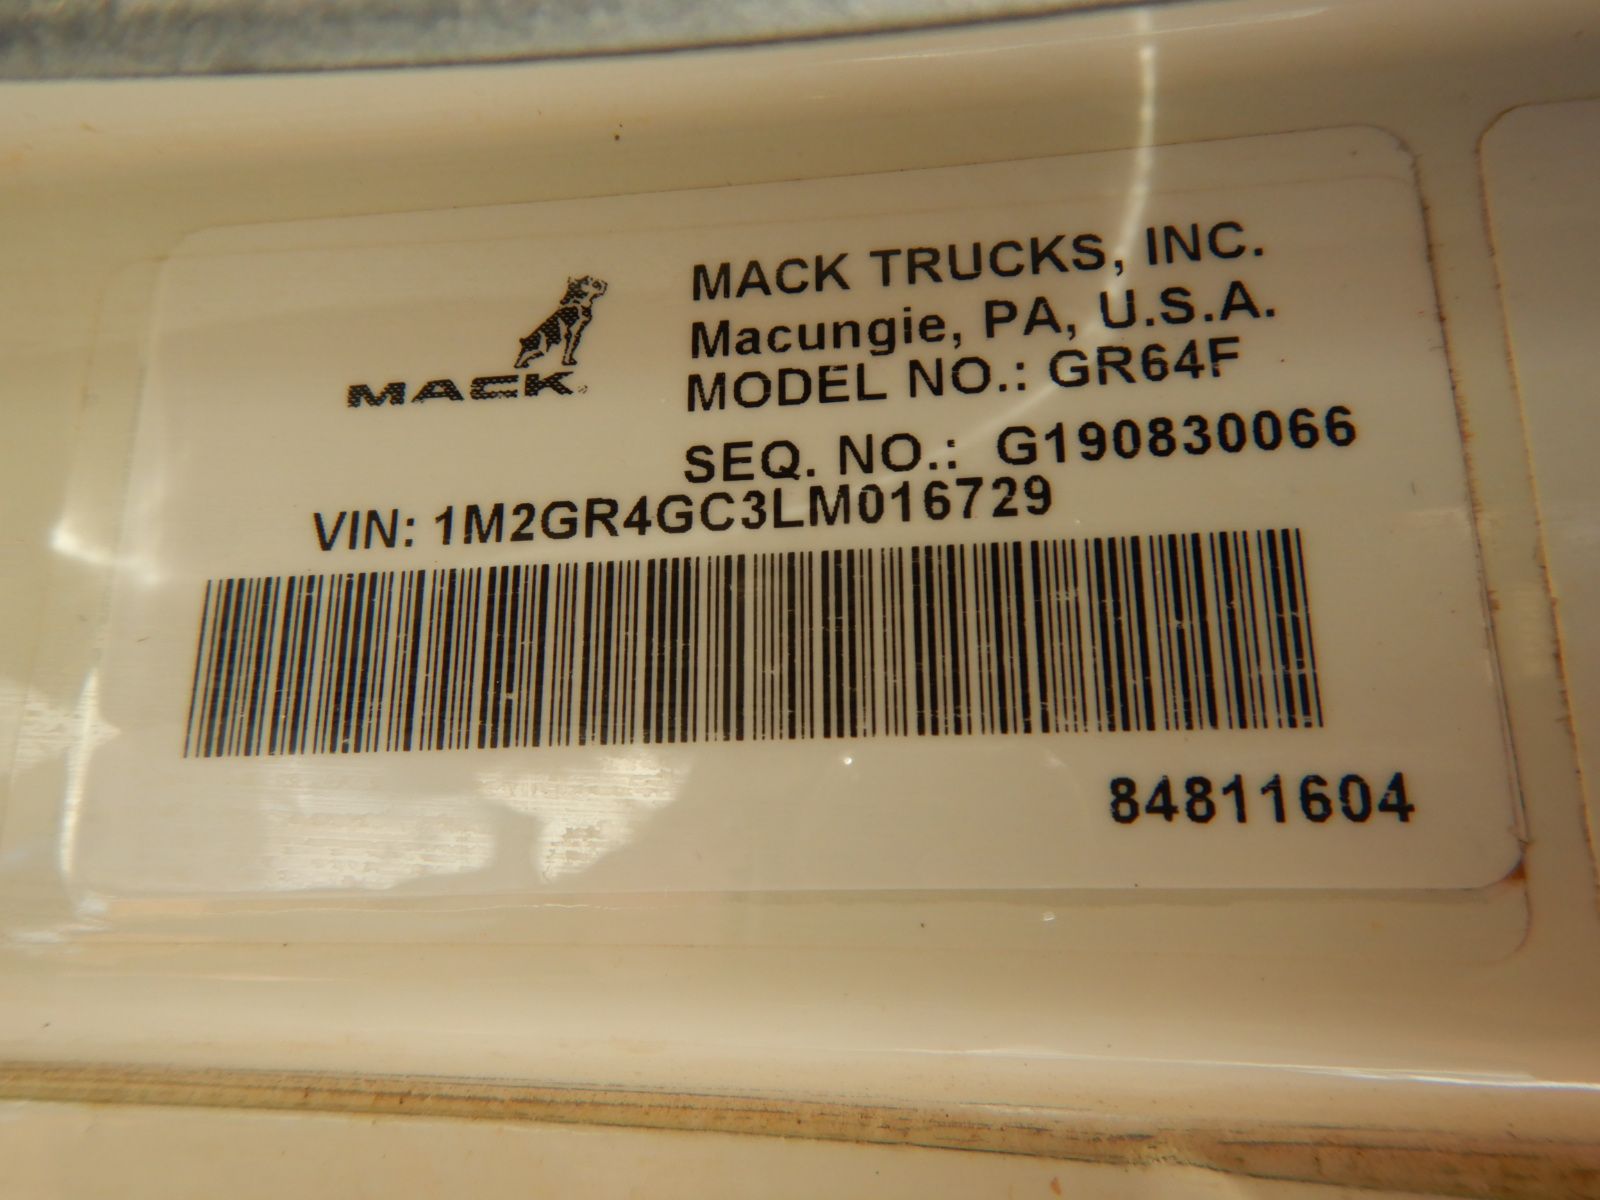 MACK TRUCKS, INC.
Macungie, PA, U.S.A.
MACK
MODEL NO.: GR64F
SEQ. NO.: G190830066
VIN: 1M2GR4GC3LM016729
84811604